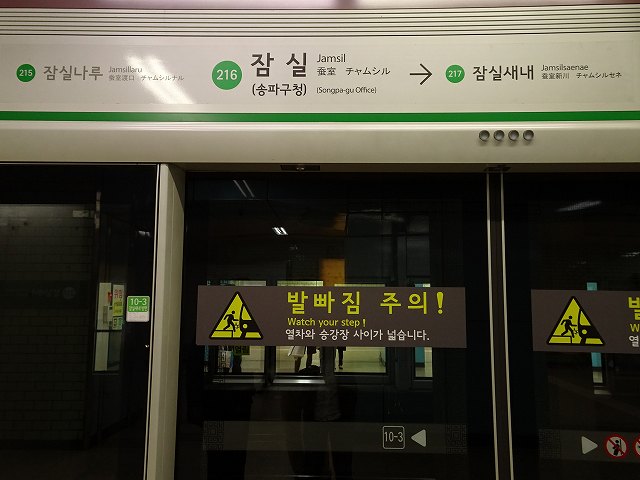 215 잠실나루 Jamsillaru
蚕室渡口 チャムシルナル
216 잠 실 Jamsil
蚕室 チャムシル
(송파구청) (Songpa-gu Office)
217 잠실새내 Jamsilsaenae
蚕室新川 チャムシルセネ
10-3
발빠짐 주의!
Watch your step!
열차와 승강장 사이가 넓습니다.
10-3